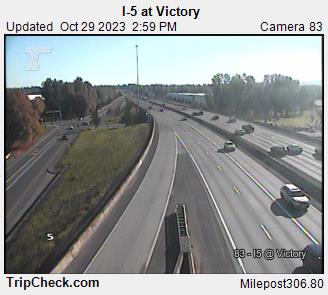 I-5 at Victory
Updated Oct 29 2023 2:59 PM
Camera 83
T
S
83 - I5 @ Victory
TripCheck.com
Milepost306.80